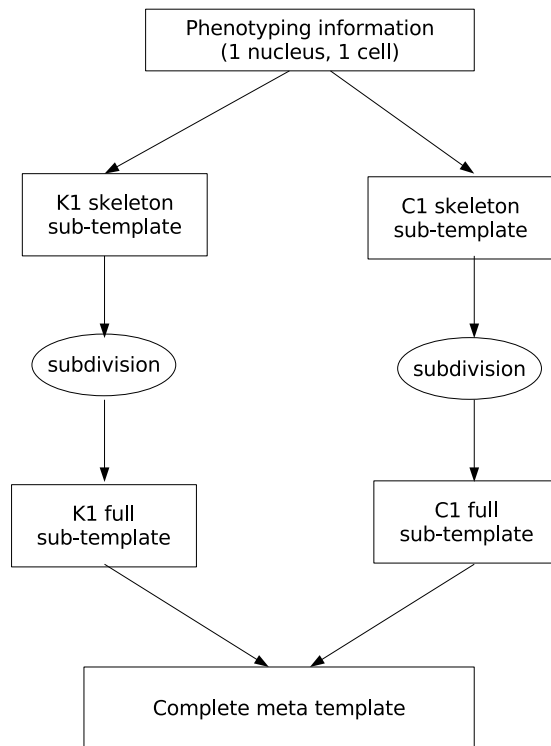 Phenotyping information
(1 nucleus, 1 cell)
K1 skeleton
sub-template
C1 skeleton
sub-template
subdivision
subdivision
K1 full
sub-template
C1 full
sub-template
Complete meta template